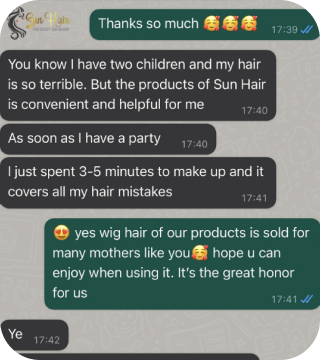 Sun Hair
Thanks so much 🥰🥰🥰 17:39
You know I have two children and my hair
is so terrible. But the products of Sun Hair
is convenient and helpful for me 17:40
As soon as I have a party 17:40
I just spent 3-5 minutes to make up and it
covers all my hair mistakes 17:41
😍 yes wig hair of our products is sold for
many mothers like you🥰 hope u can
enjoy when using it. It's the great honor
for us 17:41
Ye 17:42